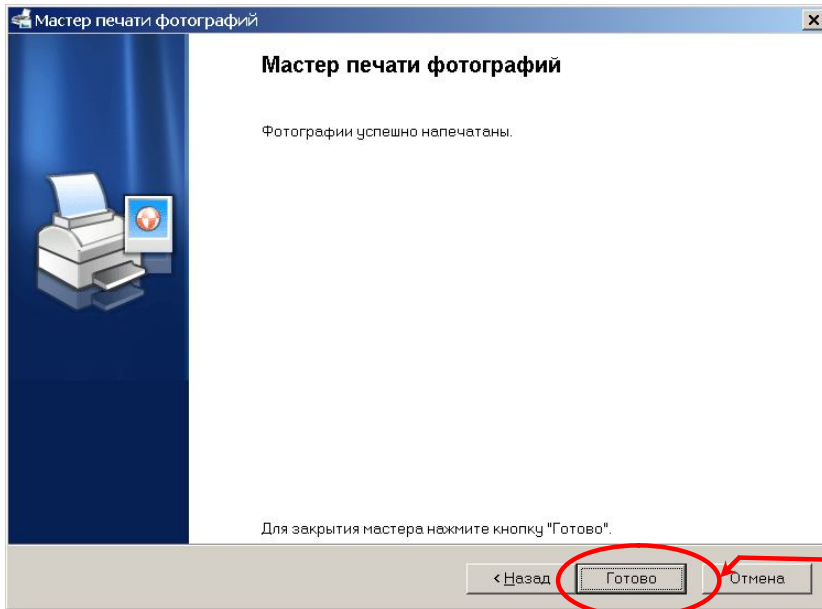 Мастер печати фотографий
Мастер печати фотографий
Фотографии успешно напечатаны.
Для закрытия мастера нажмите кнопку "Готово".
< Назад Готово Отмена